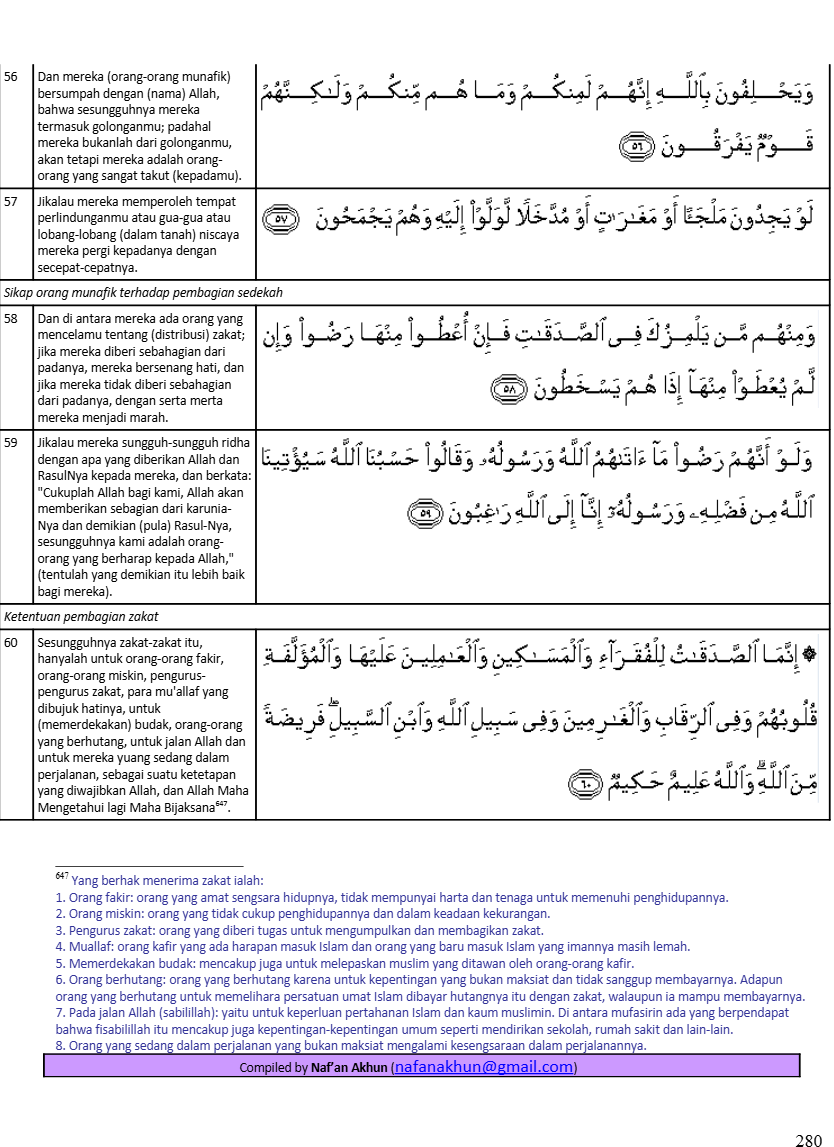 56
Dan mereka (orang-orang munafik)
bersumpah dengan (nama) Allah,
bahwa sesungguhnya mereka
termasuk golonganmu; padahal
mereka bukanlah dari golonganmu,
akan tetapi mereka adalah orang-
orang yang sangat takut (kepadamu).
وَيَحْلِفُونَ بِٱللَّهِ إِنَّهُمْ لَمِنكُمْ وَمَا هُم مِّنكُمْ وَلَـٰكِنَّهُمْ
قَوْمٌ يَفْرَقُونَ ٥٦
57
Jikalau mereka memperoleh tempat
perlindunganmu atau gua-gua atau
lobang-lobang (dalam tanah) niscaya
mereka pergi kepadanya dengan
secepat-cepatnya.
لَوْ يَجِدُونَ مَلْجَـًٔا أَوْ مَغَـٰرَٰتٍ أَوْ مُدَّخَلًا لَّوَلَّوْا۟ إِلَيْهِ وَهُمْ يَجْمَحُونَ ٥٧
Sikap orang munafik terhadap pembagian sedekah
58
Dan di antara mereka ada orang yang
mencelamu tentang (distribusi) zakat;
jika mereka diberi sebahagian dari
padanya, mereka bersenang hati, dan
jika mereka tidak diberi sebahagian
dari padanya, dengan serta merta
mereka menjadi marah.
وَمِنْهُم مَّن يَلْمِزُكَ فِى ٱلصَّدَقَـٰتِ فَإِنْ أُعْطُوا۟ مِنْهَا رَضُوا۟ وَإِن
لَّمْ يُعْطَوْا۟ مِنْهَآ إِذَا هُمْ يَسْخَطُونَ ٥٨
59
Jikalau mereka sungguh-sungguh ridha
dengan apa yang diberikan Allah dan
RasulNya kepada mereka, dan berkata:
"Cukuplah Allah bagi kami, Allah akan
memberikan sebagian dari karunia-
Nya dan demikian (pula) Rasul-Nya,
sesungguhnya kami adalah orang-
orang yang berharap kepada Allah,"
(tentulah yang demikian itu lebih baik
bagi mereka).
وَلَوْ أَنَّهُمْ رَضُوا۟ مَآ ءَاتَىٰهُمُ ٱللَّهُ وَرَسُولُهُۥ وَقَالُوا۟ حَسْبُنَا ٱللَّهُ سَيُؤْتِينَا
ٱللَّهُ مِن فَضْلِهِۦ وَرَسُولُهُۥٓ إِنَّآ إِلَى ٱللَّهِ رَٰغِبُونَ ٥٩
Ketentuan pembagian zakat
60
Sesungguhnya zakat-zakat itu,
hanyalah untuk orang-orang fakir,
orang-orang miskin, pengurus-
pengurus zakat, para mu'allaf yang
dibujuk hatinya, untuk
(memerdekakan) budak, orang-orang
yang berhutang, untuk jalan Allah dan
untuk mereka yuang sedang dalam
perjalanan, sebagai suatu ketetapan
yang diwajibkan Allah, dan Allah Maha
Mengetahui lagi Maha Bijaksana⁶⁴⁷.
۞ إِنَّمَا ٱلصَّدَقَـٰتُ لِلْفُقَرَآءِ وَٱلْمَسَـٰكِينِ وَٱلْعَـٰمِلِينَ عَلَيْهَا وَٱلْمُؤَلَّفَةِ
قُلُوبُهُمْ وَفِى ٱلرِّقَابِ وَٱلْغَـٰرِمِينَ وَفِى سَبِيلِ ٱللَّهِ وَٱبْنِ ٱلسَّبِيلِ ۖ فَرِيضَةً
مِّنَ ٱللَّهِ ۗ وَٱللَّهُ عَلِيمٌ حَكِيمٌ ٦٠
⁶⁴⁷ Yang berhak menerima zakat ialah:
1. Orang fakir: orang yang amat sengsara hidupnya, tidak mempunyai harta dan tenaga untuk memenuhi penghidupannya.
2. Orang miskin: orang yang tidak cukup penghidupannya dan dalam keadaan kekurangan.
3. Pengurus zakat: orang yang diberi tugas untuk mengumpulkan dan membagikan zakat.
4. Muallaf: orang kafir yang ada harapan masuk Islam dan orang yang baru masuk Islam yang imannya masih lemah.
5. Memerdekakan budak: mencakup juga untuk melepaskan muslim yang ditawan oleh orang-orang kafir.
6. Orang berhutang: orang yang berhutang karena untuk kepentingan yang bukan maksiat dan tidak sanggup membayarnya. Adapun
orang yang berhutang untuk memelihara persatuan umat Islam dibayar hutangnya itu dengan zakat, walaupun ia mampu membayarnya.
7. Pada jalan Allah (sabilillah): yaitu untuk keperluan pertahanan Islam dan kaum muslimin. Di antara mufasirin ada yang berpendapat
bahwa fisabilillah itu mencakup juga kepentingan-kepentingan umum seperti mendirikan sekolah, rumah sakit dan lain-lain.
8. Orang yang sedang dalam perjalanan yang bukan maksiat mengalami kesengsaraan dalam perjalanannya.
Compiled by Naf'an Akhun (nafanakhun@gmail.com)
280